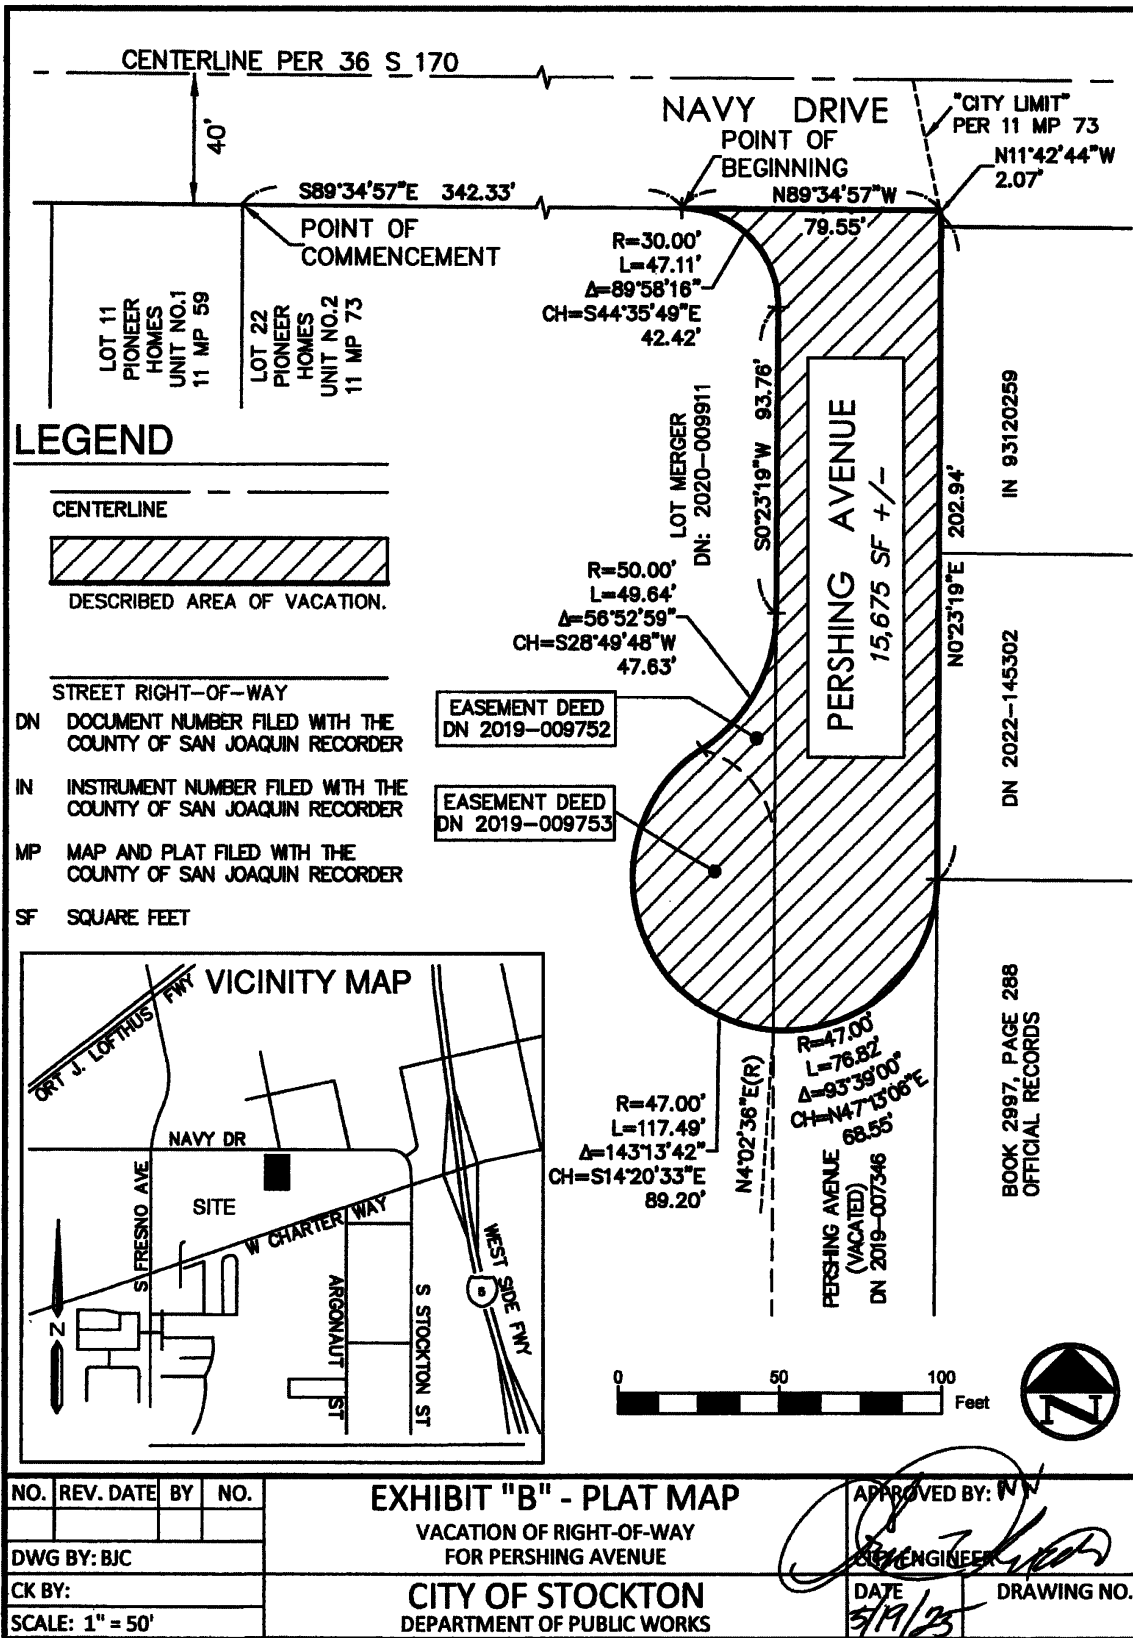 CENTERLINE PER 36 S 170
40'
NAVY DRIVE
"CITY LIMIT"
PER 11 MP 73
POINT OF
BEGINNING
N11°42'44"W
2.07'
S89°34'57"E 342.33'
N89°34'57"W
79.55'
POINT OF
COMMENCEMENT
R=30.00'
L=47.11'
Δ=89°58'16"
CH=S44°35'49"E
42.42'
LOT 11
PIONEER
HOMES
UNIT NO.1
11 MP 59
LOT 22
PIONEER
HOMES
UNIT NO.2
11 MP 73
LOT MERGER
DN: 2020-009911
S0°23'19"W 93.76'
PERSHING AVENUE
15,675 SF +/-
N0°23'19"E 202.94'
IN 93120259
DN 2022-145302
LEGEND
CENTERLINE
DESCRIBED AREA OF VACATION.
STREET RIGHT-OF-WAY
DN DOCUMENT NUMBER FILED WITH THE
COUNTY OF SAN JOAQUIN RECORDER
IN INSTRUMENT NUMBER FILED WITH THE
COUNTY OF SAN JOAQUIN RECORDER
MP MAP AND PLAT FILED WITH THE
COUNTY OF SAN JOAQUIN RECORDER
SF SQUARE FEET
R=50.00'
L=49.64'
Δ=56°52'59"
CH=S28°49'48"W
47.63'
EASEMENT DEED
DN 2019-009752
EASEMENT DEED
DN 2019-009753
R=47.00'
L=76.82'
Δ=93°39'00"
CH=N47°13'06"E
68.55'
R=47.00'
L=117.49'
Δ=143°13'42"
CH=S14°20'33"E
89.20'
N4°02'36"E(R)
PERSHING AVENUE
(VACATED)
DN 2019-007346
BOOK 2997, PAGE 288
OFFICIAL RECORDS
VICINITY MAP
ORT J. LOFTHUS FWY
NAVY DR
S FRESNO AVE
SITE
W CHARTER WAY
ARGONAUT ST
S STOCKTON ST
WEST SIDE FWY
5
N
0 50 100
Feet
N
NO. REV. DATE BY NO.
DWG BY: BJC
CK BY:
SCALE: 1" = 50'
EXHIBIT "B" - PLAT MAP
VACATION OF RIGHT-OF-WAY
FOR PERSHING AVENUE
CITY OF STOCKTON
DEPARTMENT OF PUBLIC WORKS
APPROVED BY:
CITY ENGINEER
DATE
5/19/25
DRAWING NO.